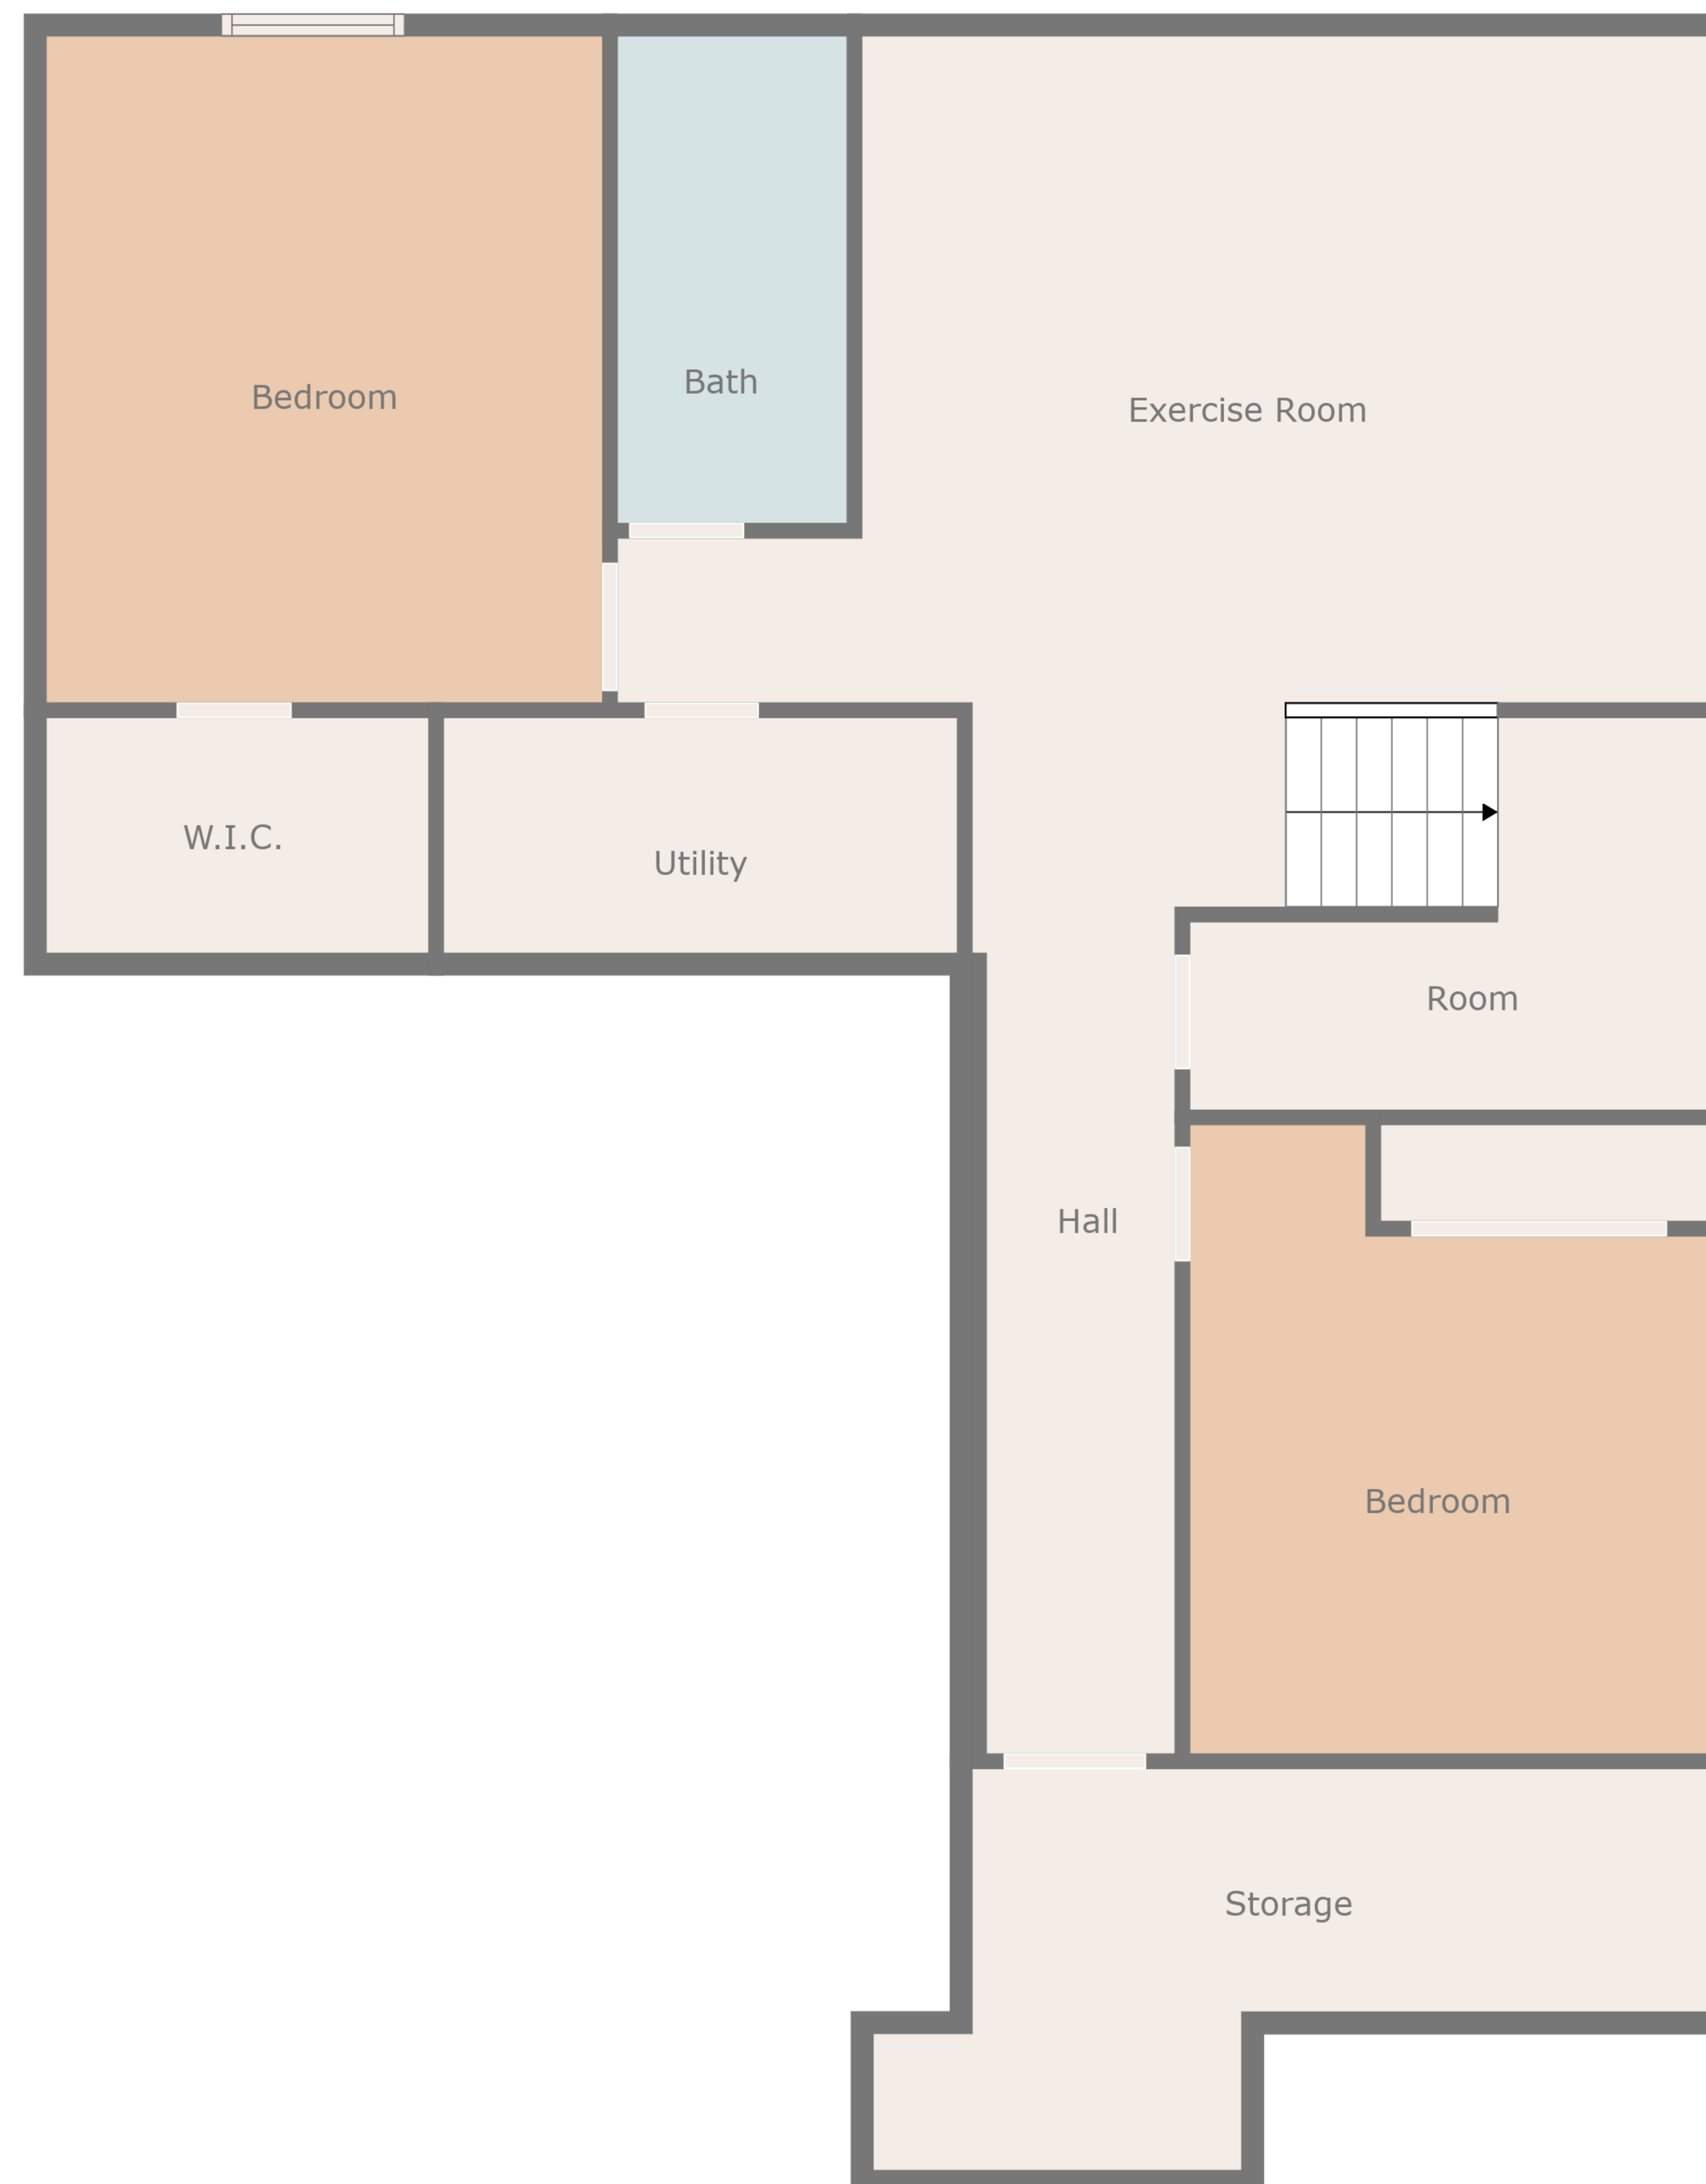 Bedroom
Bath
Exercise Room
W.I.C.
Utility
Room
Hall
Bedroom
Storage